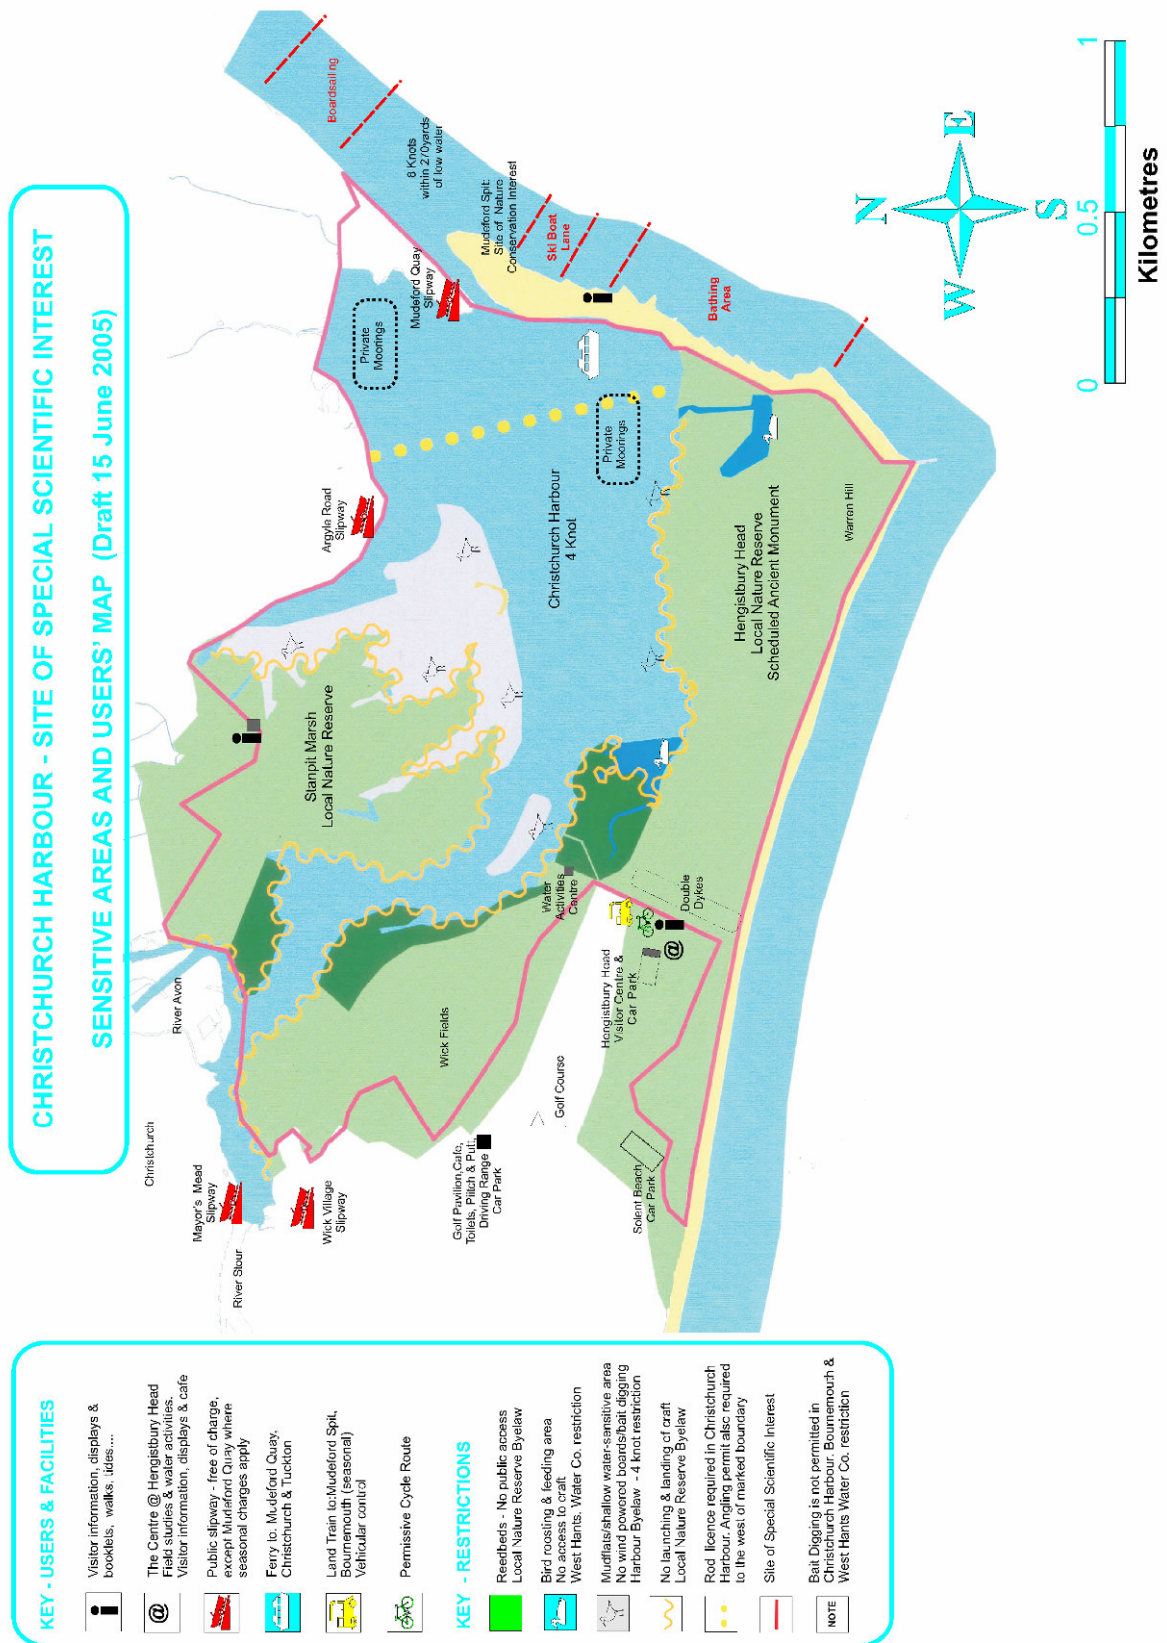 CHRISTCHURCH HARBOUR - SITE OF SPECIAL SCIENTIFIC INTEREST
SENSITIVE AREAS AND USERS' MAP (Draft 15 June 2005)
Christchurch
River Avon
Mayor's Mead
Slipway
River Stour
Wick Village
Slipway
Stanpit Marsh
Local Nature Reserve
Argyle Road
Slipway
Private
Moorings
Mudeford Quay
Slipway
Boardsailing
8 Knots
within 270yards
of low water
Mudeford Spit:
Site of Nature
Conservation Interest
Ski Boat
Lane
Bathing
Area
Wick Fields
Golf Pavilion,Cafe,
Toilets, Pitch & Putt,
Driving Range
Car Park
Golf Course
Water
Activities
Centre
Christchurch Harbour
4 Knot
Private
Moorings
Hengistbury Head
Visitor Centre &
Car Park
@
Double
Dykes
Solent Beach
Car Park
Hengistbury Head
Local Nature Reserve
Scheduled Ancient Monument
Warren Hill
N
E
S
W
0
0.5
1
Kilometres
KEY - USERS & FACILITIES
Visitor information, displays &
booklets, walks, tides....
@
The Centre @ Hengistbury Head
Field studies & water activities.
Visitor information, displays & cafe
Public slipway - free of charge,
except Mudeford Quay where
seasonal charges apply
Ferry to: Mudeford Quay,
Christchurch & Tuckton
Land Train to:Mudeford Spit,
Bournemouth (seasonal)
Vehicular control
Permissive Cycle Route
KEY - RESTRICTIONS
Reedbeds - No public access
Local Nature Reserve Byelaw
Bird roosting & feeding area
No access to craft
West Hants. Water Co. restriction
Mudflats/shallow water-sensitive area
No wind powered boards/bait digging
Harbour Byelaw - 4 knot restriction
No launching & landing of craft
Local Nature Reserve Byelaw
Rod licence required in Christchurch
Harbour. Angling permit also required
to the west of marked boundary
Site of Special Scientific Interest
NOTE
Bait Digging is not permitted in
Christchurch Harbour. Bournemouth &
West Hants Water Co. restriction